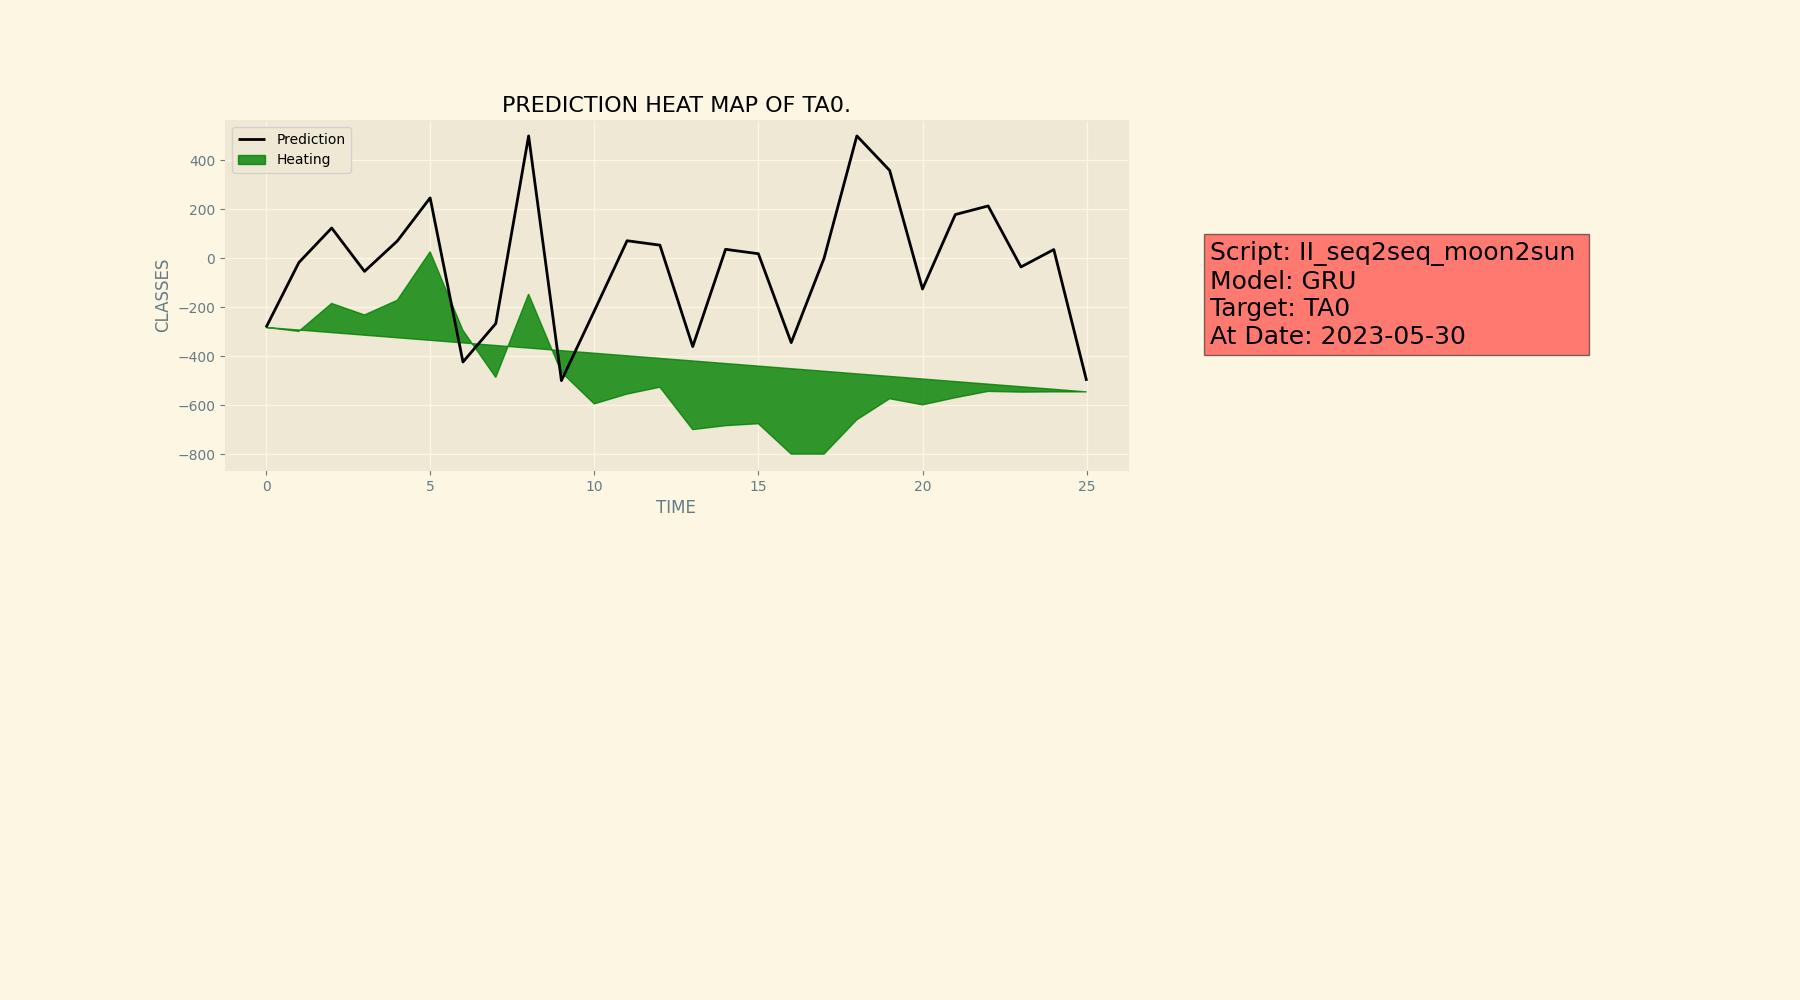 PREDICTION HEAT MAP OF TA0.
Prediction
Heating
400
200
0
−200
−400
−600
−800
CLASSES
0 5 10 15 20 25
TIME
Script: II_seq2seq_moon2sun
Model: GRU
Target: TA0
At Date: 2023-05-30